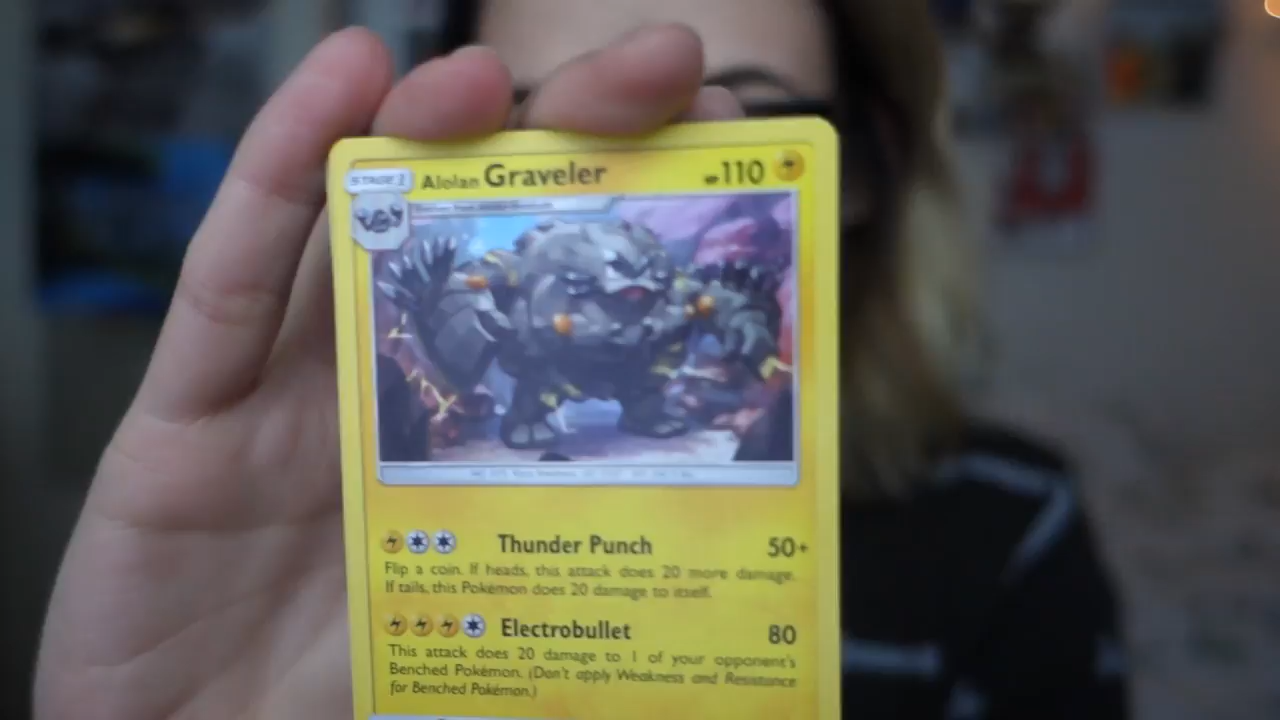 STAGE 1
Alolan Graveler HP 110
Thunder Punch 50+
Flip a coin. If heads, this attack does 20 more damage.
If tails, this Pokémon does 20 damage to itself.
Electrobullet 80
This attack does 20 damage to 1 of your opponent's
Benched Pokémon. (Don't apply Weakness and Resistance
for Benched Pokémon.)